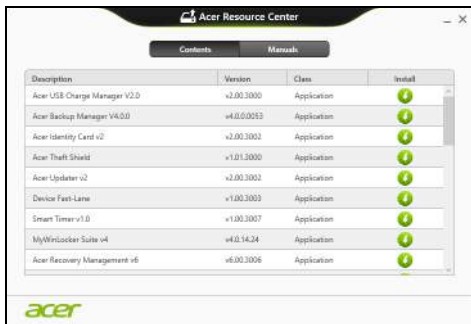 Acer Resource Center
Contents Manuals
Description Version Class Install
Acer USB Charge Manager V2.0 v2.00.3000 Application
Acer Backup Manager V4.0.0 v4.0.0.0053 Application
Acer Identity Card v2 v2.00.3002 Application
Acer Theft Shield v1.01.3000 Application
Acer Updater v2 v2.00.3002 Application
Device Fast-Lane v1.00.3003 Application
Smart Timer v1.0 v1.00.3007 Application
MyWinLocker Suite v4 v4.0.14.24 Application
Acer Recovery Management v6 v6.00.3006 Application
acer